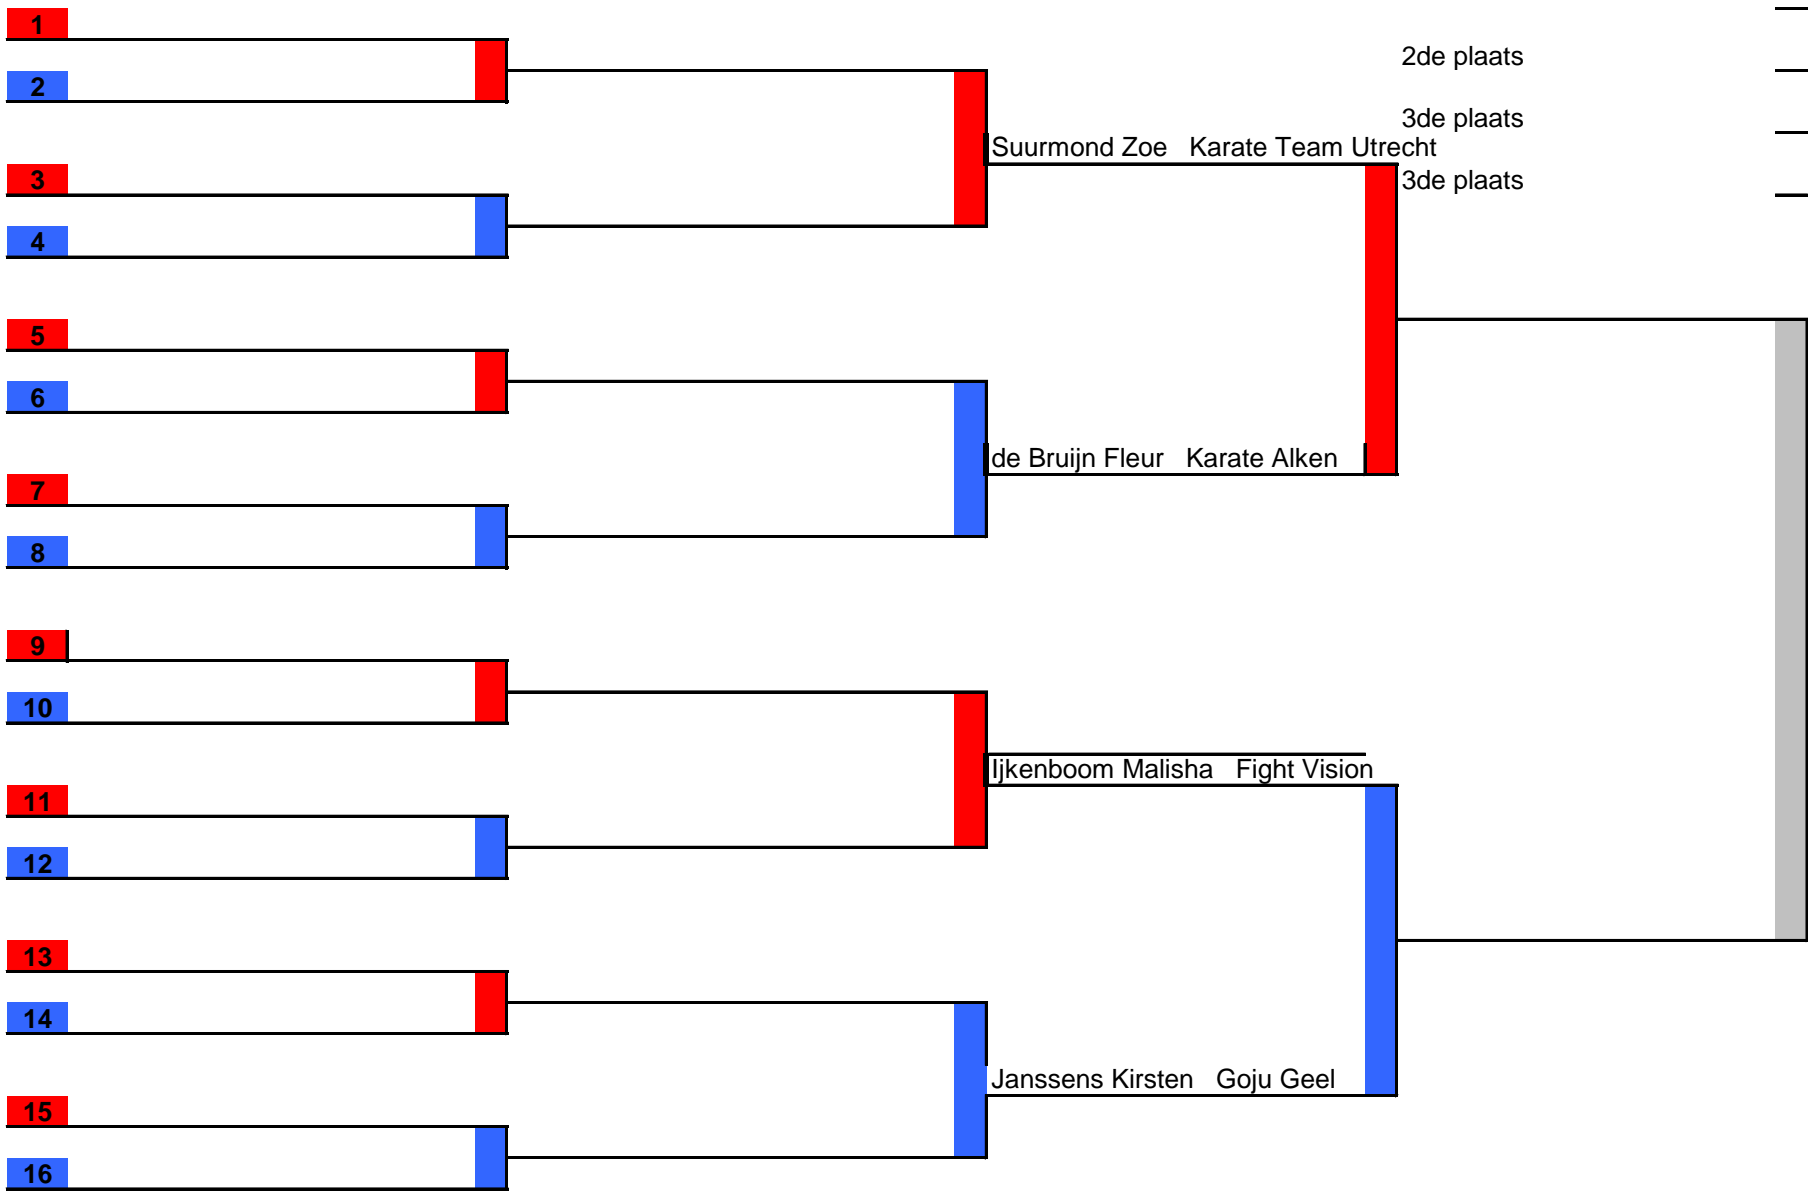 1
2de plaats
2
3de plaats
Suurmond Zoe Karate Team Utrecht
3
3de plaats
4
5
6
de Bruijn Fleur Karate Alken
7
8
9
10
Ijkenboom Malisha Fight Vision
11
12
13
14
Janssens Kirsten Goju Geel
15
16